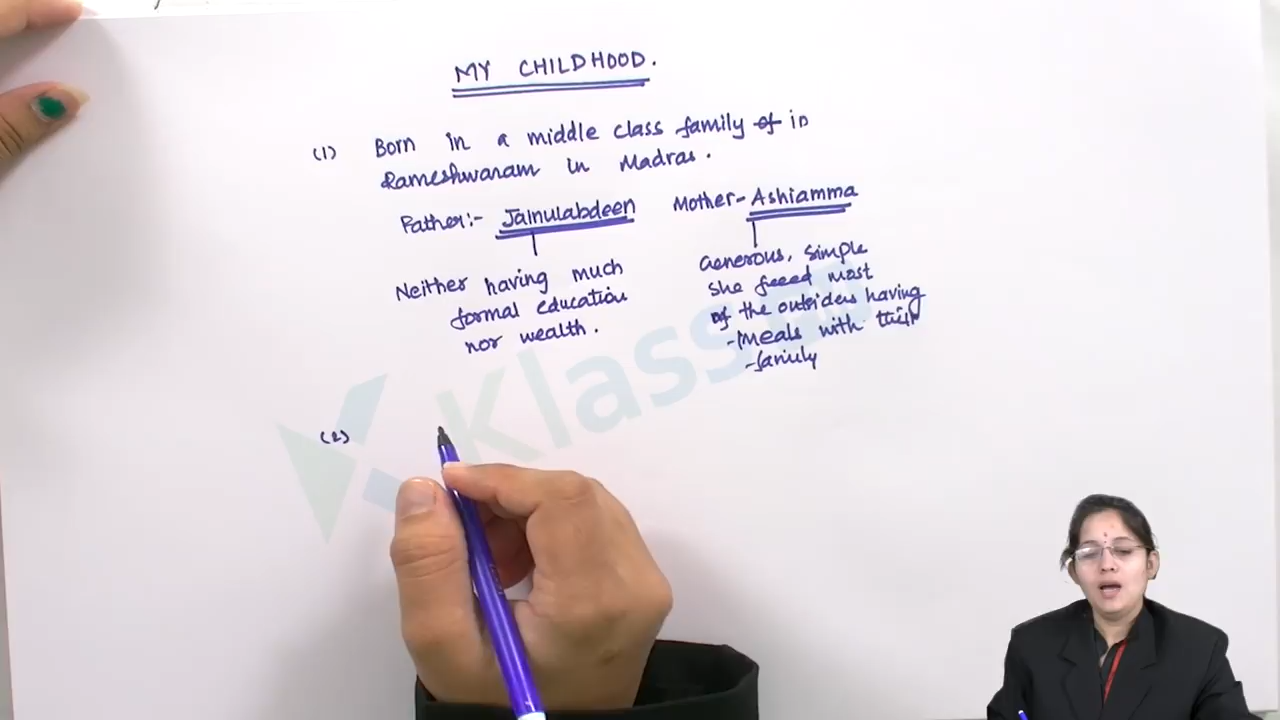 MY CHILDHOOD.
(1) Born in a middle class family of in
Rameshwaram in Madras.
Father:- Jainulabdeen
Neither having much
formal education
nor wealth.
Mother- Ashiamma
Generous, simple
she feeed most
of the outsiders having
-meals with their
-family
(2)
Klass